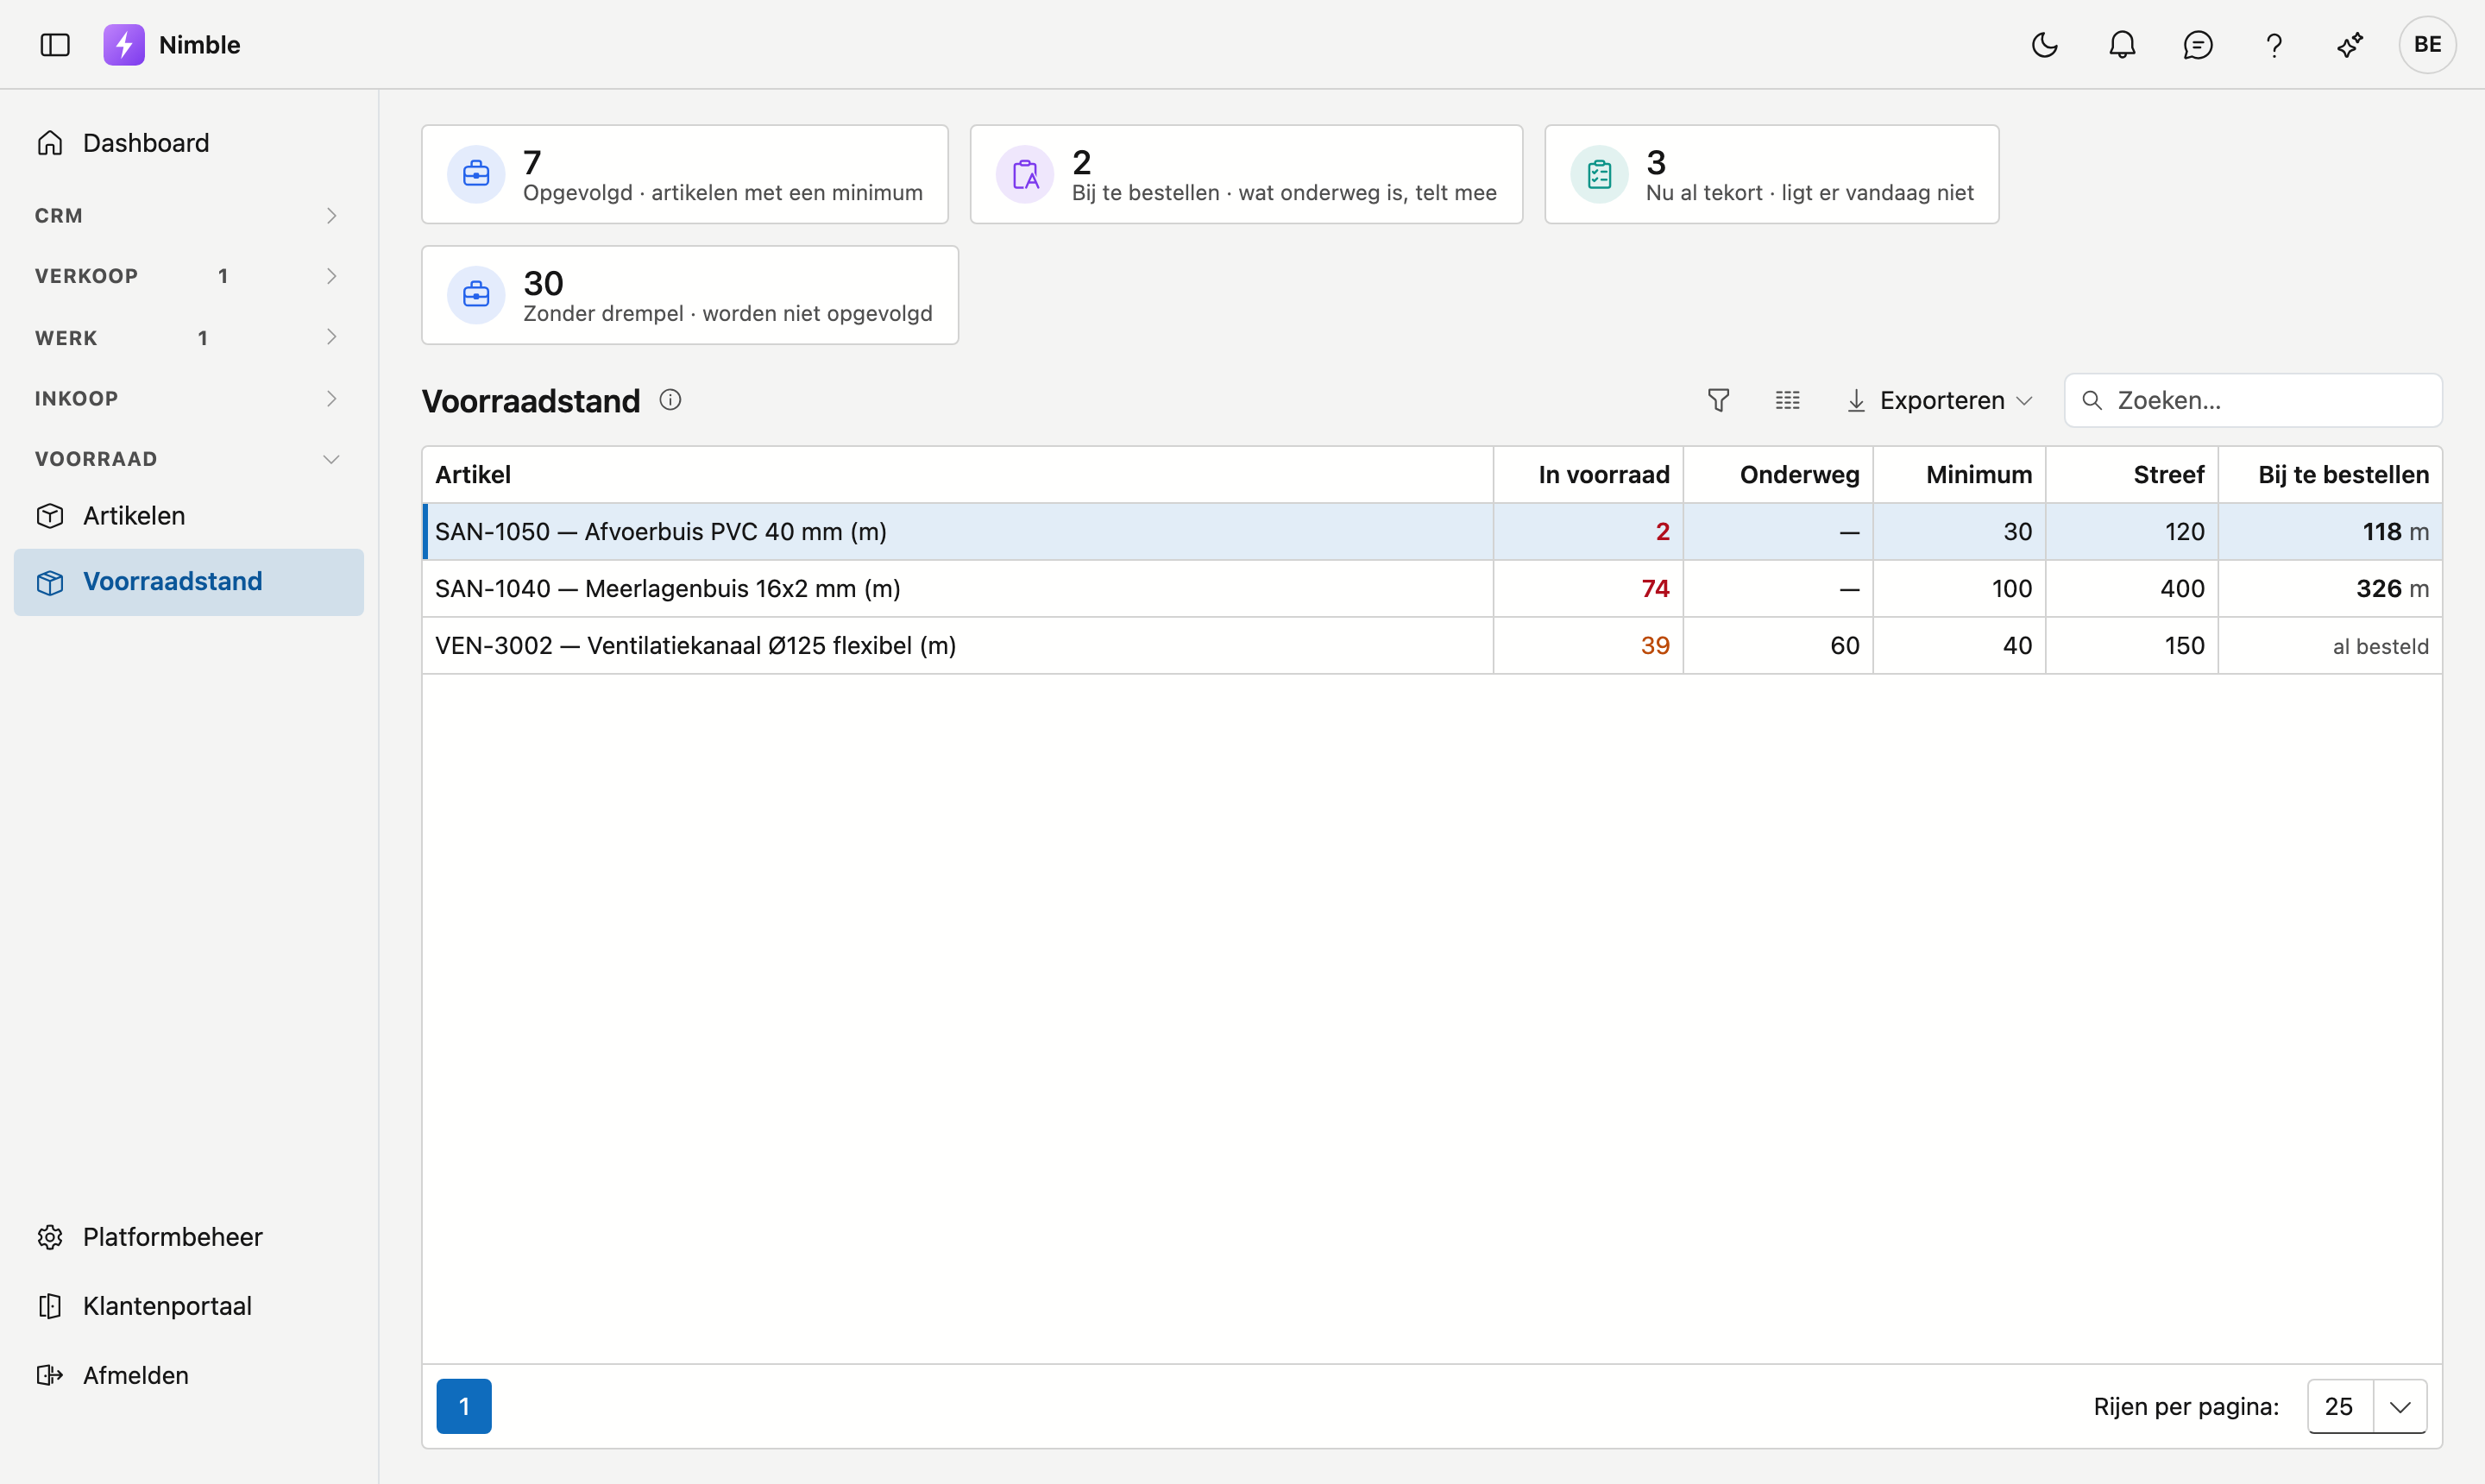 Nimble
BE
Dashboard
CRM
VERKOOP 1
WERK 1
INKOOP
VOORRAAD
Artikelen
Voorraadstand
Platformbeheer
Klantenportaal
Afmelden
7
Opgevolgd · artikelen met een minimum
2
Bij te bestellen · wat onderweg is, telt mee
3
Nu al tekort · ligt er vandaag niet
30
Zonder drempel · worden niet opgevolgd
Voorraadstand
Exporteren
Zoeken...
Artikel In voorraad Onderweg Minimum Streef Bij te bestellen
SAN-1050 — Afvoerbuis PVC 40 mm (m) 2 — 30 120 118 m
SAN-1040 — Meerlagenbuis 16x2 mm (m) 74 — 100 400 326 m
VEN-3002 — Ventilatiekanaal Ø125 flexibel (m) 39 60 40 150 al besteld
1
Rijen per pagina: 25